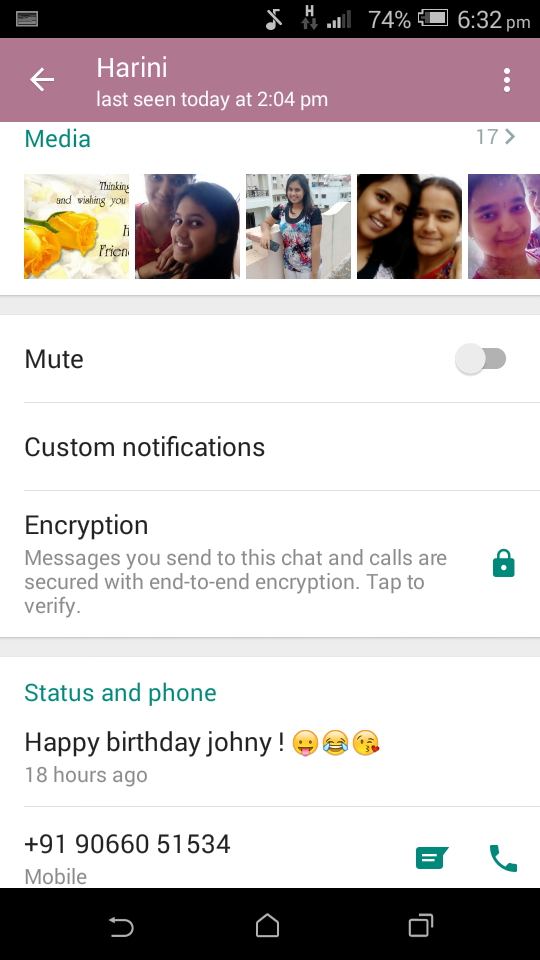 H
74%
6:32 pm
Harini
last seen today at 2:04 pm
Media
17
Thinking
and wishing you
H
Frien
Mute
Custom notifications
Encryption
Messages you send to this chat and calls are
secured with end-to-end encryption. Tap to
verify.
Status and phone
Happy birthday johny ! 😛😂😘
18 hours ago
+91 90660 51534
Mobile